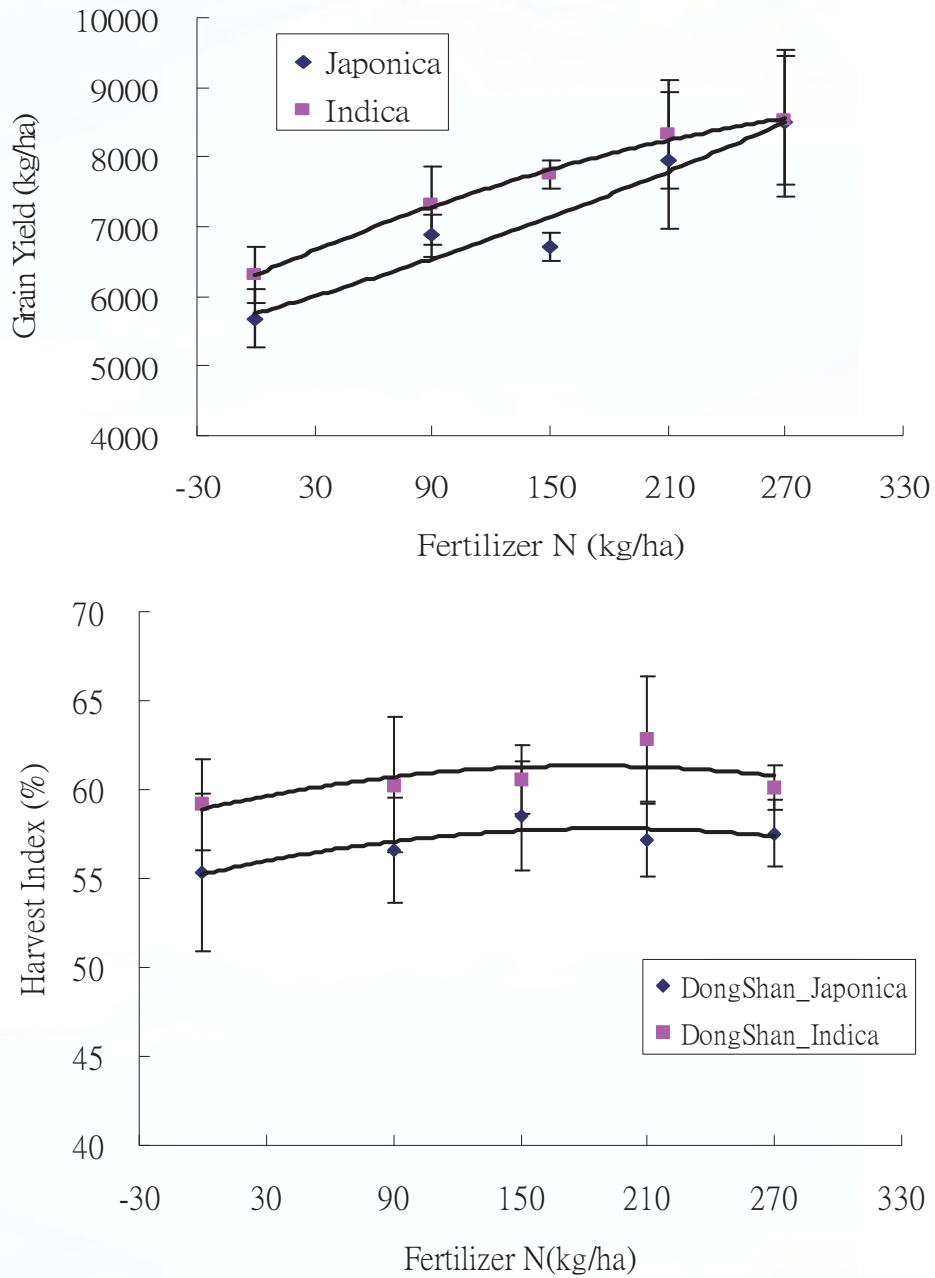 10000
9000
8000
7000
6000
5000
4000
Grain Yield (kg/ha)
Japonica
Indica
-30 30 90 150 210 270 330
Fertilizer N (kg/ha)
70
65
60
55
50
45
40
Harvest Index (%)
DongShan_Japonica
DongShan_Indica
-30 30 90 150 210 270 330
Fertilizer N(kg/ha)